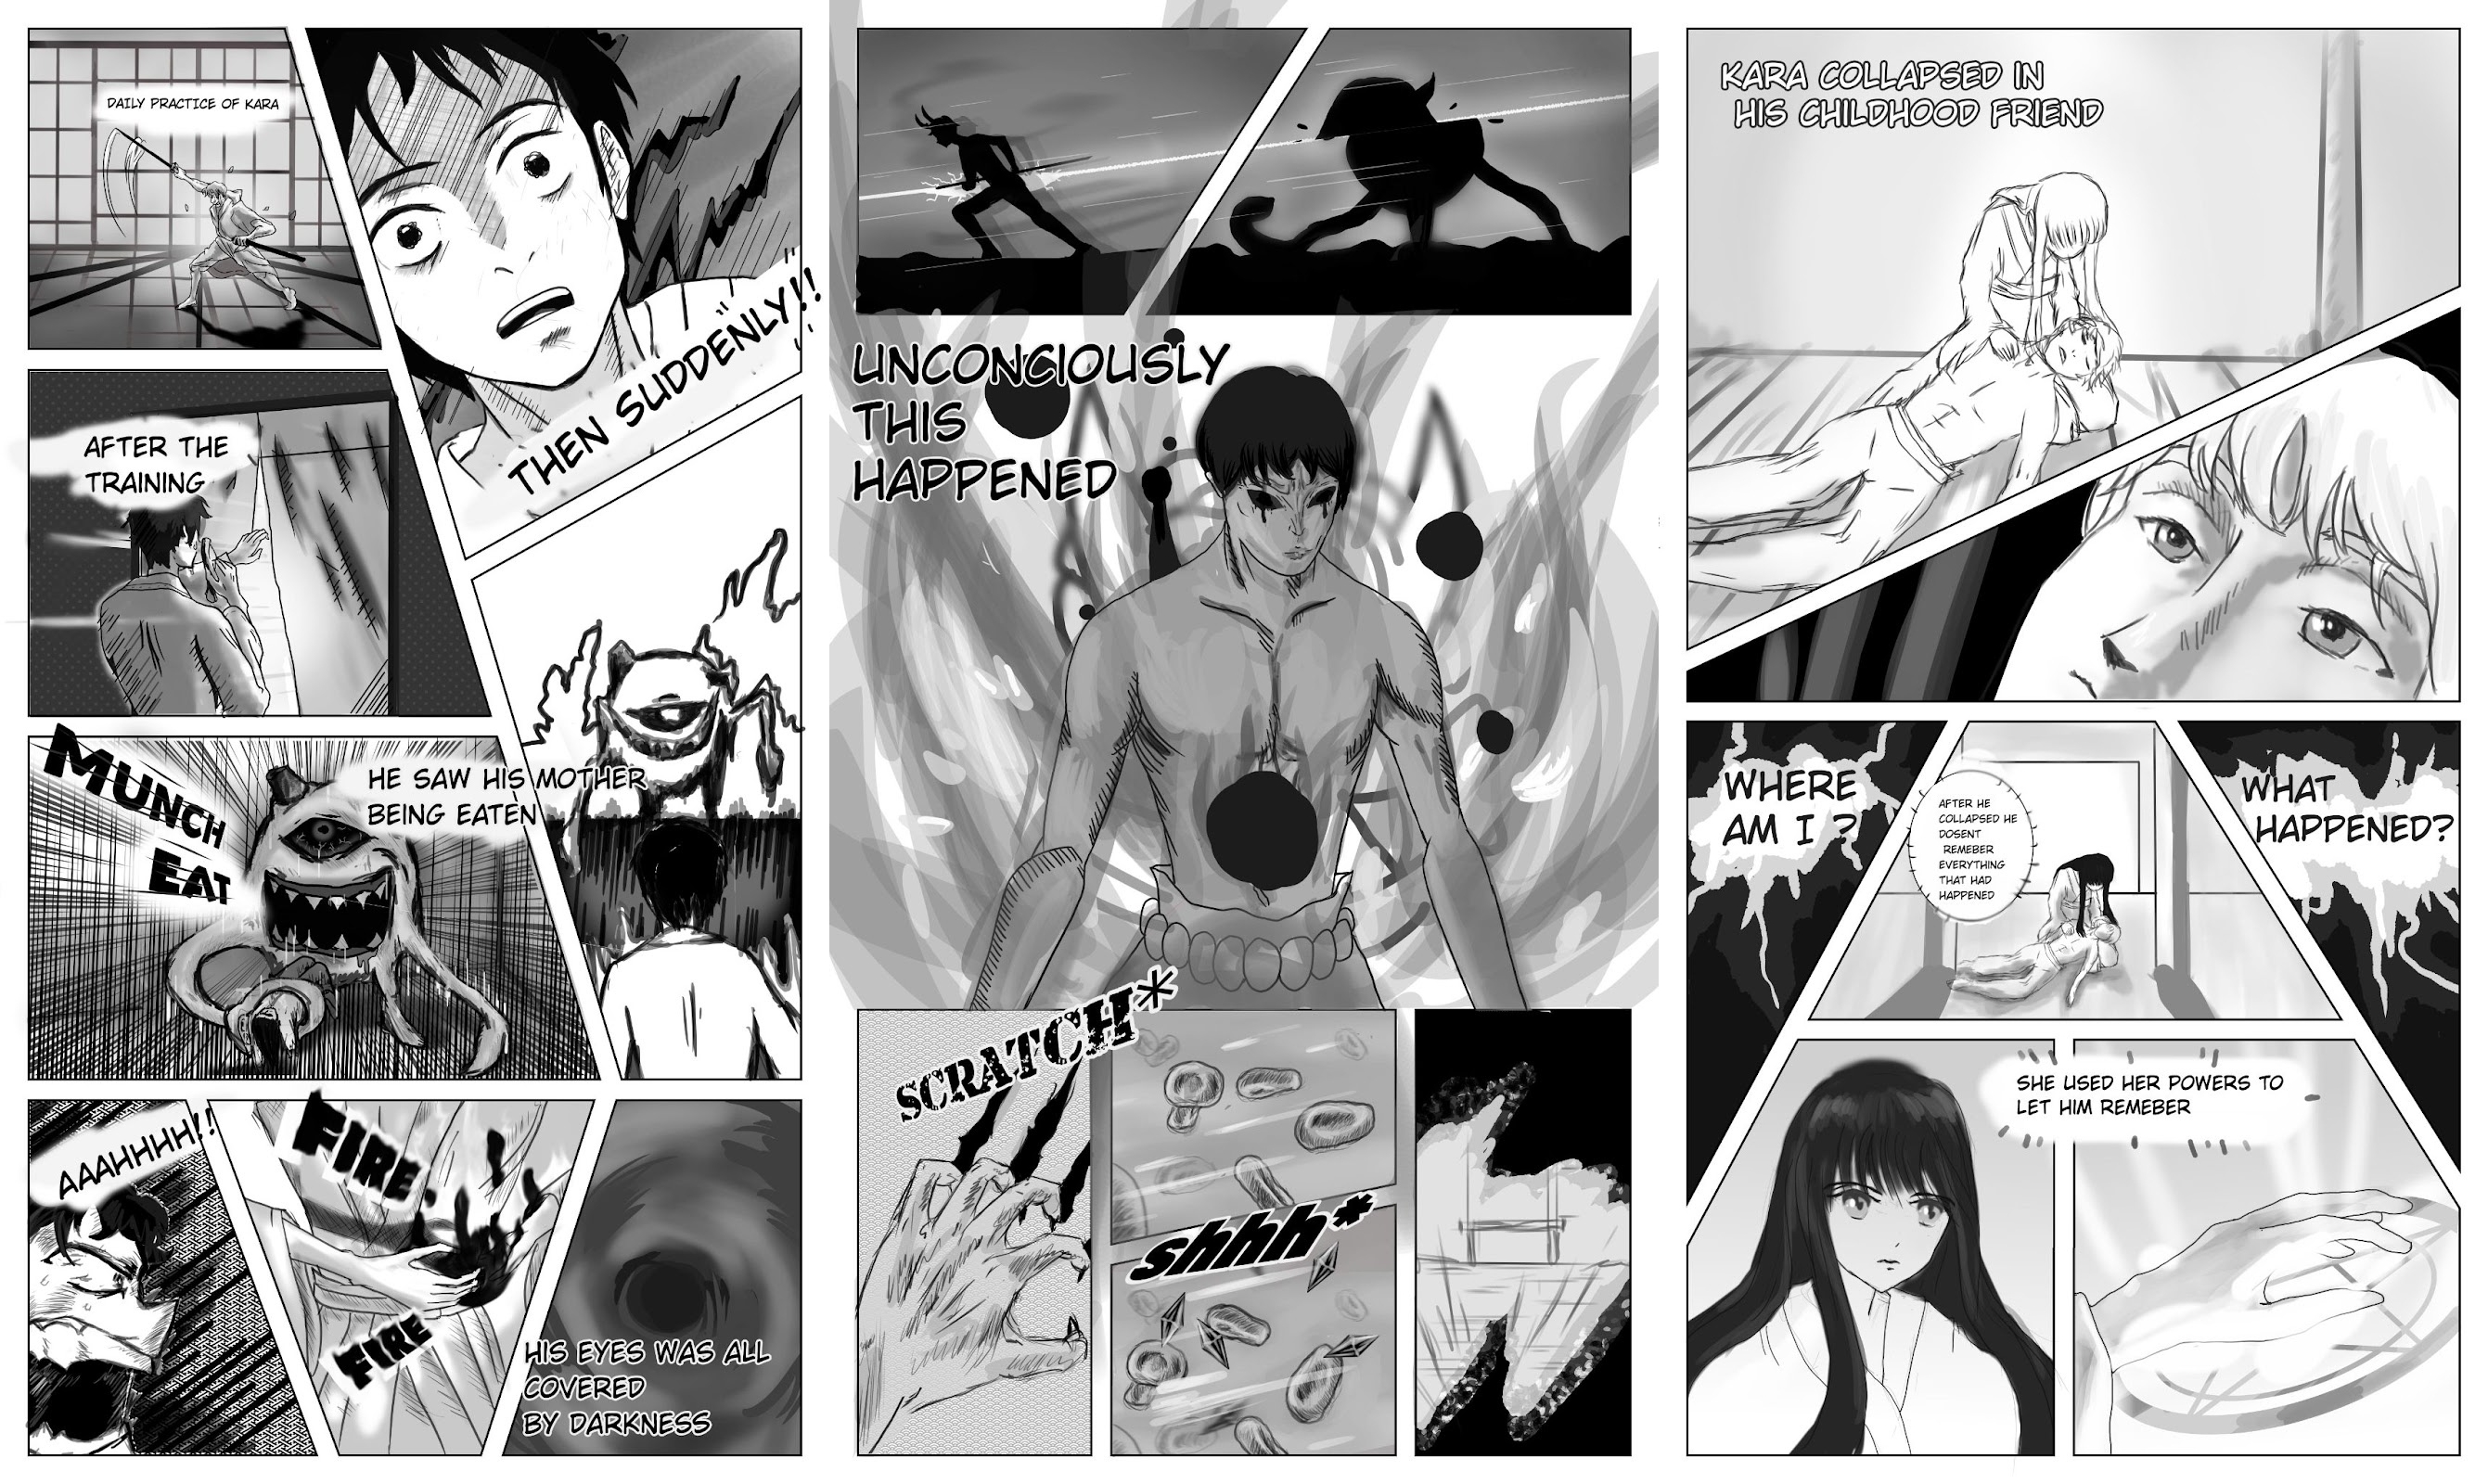 DAILY PRACTICE OF KARA
THEN SUDDENLY!!
AFTER THE
TRAINING
MUNCH
EAT
HE SAW HIS MOTHER
BEING EATEN
AAAHHHH!!
FIRE.
FIRE
HIS EYES WAS ALL
COVERED
BY DARKNESS
UNCONCIOUSLY
THIS
HAPPENED
SCRATCH*
shhh*
KARA COLLAPSED IN
HIS CHILDHOOD FRIEND
WHERE
AM I ?
AFTER HE
COLLAPSED HE
DOSENT
REMEBER
EVERYTHING
THAT HAD
HAPPENED
WHAT
HAPPENED?
SHE USED HER POWERS TO
LET HIM REMEBER